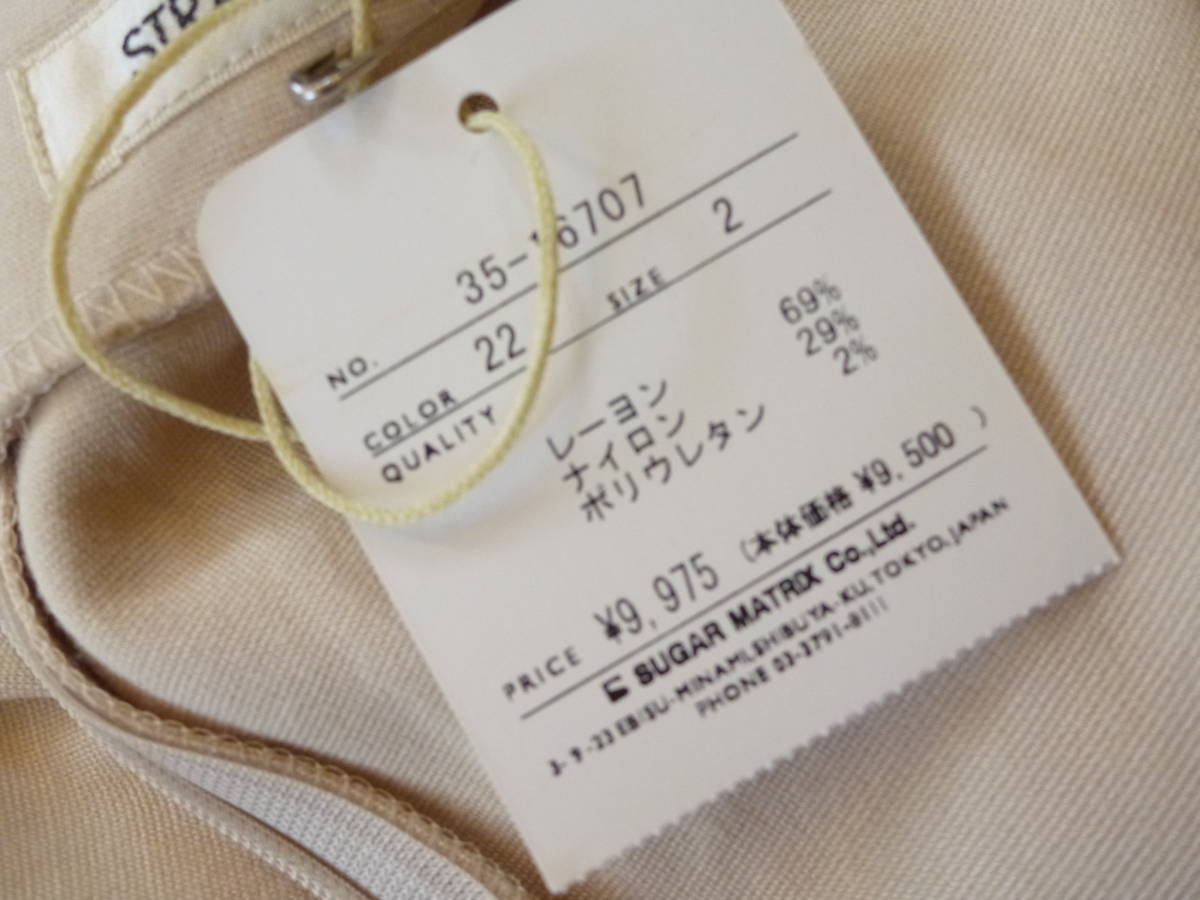 NO. 35-16707
COLOR 22 SIZE 2
QUALITY
レーヨン 69%
ナイロン 29%
ポリウレタン 2%
PRICE ¥9,975 (本体価格 ¥9,500 )
SUGAR MATRIX Co.,Ltd.
3-9-23 EBISU-MINAMI,SHIBUYA-KU,TOKYO,JAPAN
PHONE 03-3791-0111